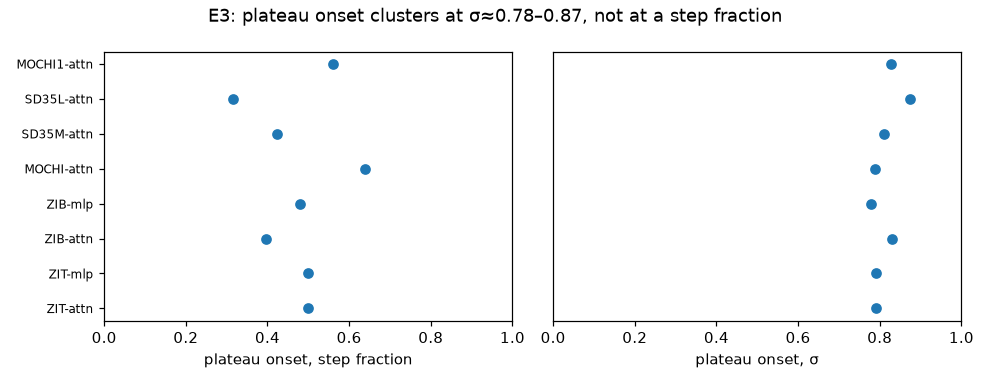 E3: plateau onset clusters at σ≈0.78–0.87, not at a step fraction
MOCHI1-attn
SD35L-attn
SD35M-attn
MOCHI-attn
ZIB-mlp
ZIB-attn
ZIT-mlp
ZIT-attn
0.0 0.2 0.4 0.6 0.8 1.0
plateau onset, step fraction
0.0 0.2 0.4 0.6 0.8 1.0
plateau onset, σ